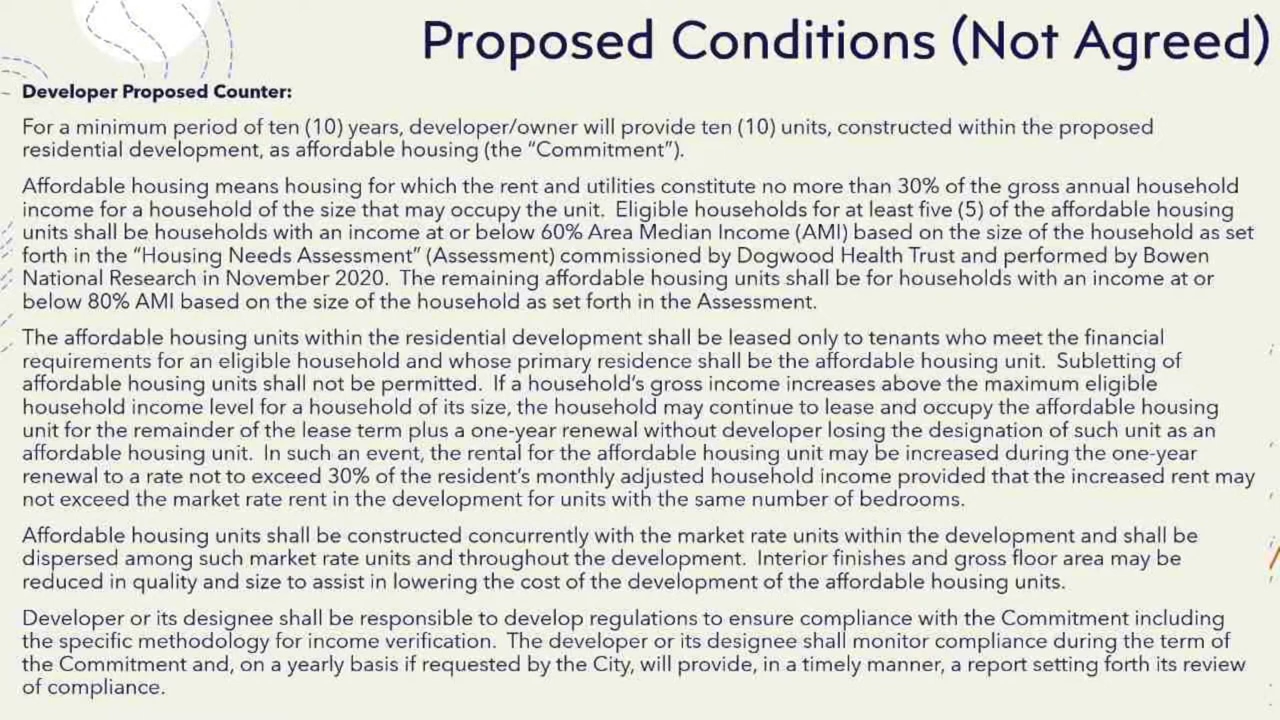 Proposed Conditions (Not Agreed)
Developer Proposed Counter:
For a minimum period of ten (10) years, developer/owner will provide ten (10) units, constructed within the proposed
residential development, as affordable housing (the “Commitment”).
Affordable housing means housing for which the rent and utilities constitute no more than 30% of the gross annual household
income for a household of the size that may occupy the unit.  Eligible households for at least five (5) of the affordable housing
units shall be households with an income at or below 60% Area Median Income (AMI) based on the size of the household as set
forth in the “Housing Needs Assessment” (Assessment) commissioned by Dogwood Health Trust and performed by Bowen
National Research in November 2020.  The remaining affordable housing units shall be for households with an income at or
below 80% AMI based on the size of the household as set forth in the Assessment.
The affordable housing units within the residential development shall be leased only to tenants who meet the financial
requirements for an eligible household and whose primary residence shall be the affordable housing unit.  Subletting of
affordable housing units shall not be permitted.  If a household’s gross income increases above the maximum eligible
household income level for a household of its size, the household may continue to lease and occupy the affordable housing
unit for the remainder of the lease term plus a one-year renewal without developer losing the designation of such unit as an
affordable housing unit.  In such an event, the rental for the affordable housing unit may be increased during the one-year
renewal to a rate not to exceed 30% of the resident’s monthly adjusted household income provided that the increased rent may
not exceed the market rate rent in the development for units with the same number of bedrooms.
Affordable housing units shall be constructed concurrently with the market rate units within the development and shall be
dispersed among such market rate units and throughout the development.  Interior finishes and gross floor area may be
reduced in quality and size to assist in lowering the cost of the development of the affordable housing units.
Developer or its designee shall be responsible to develop regulations to ensure compliance with the Commitment including
the specific methodology for income verification.  The developer or its designee shall monitor compliance during the term of
the Commitment and, on a yearly basis if requested by the City, will provide, in a timely manner, a report setting forth its review
of compliance.